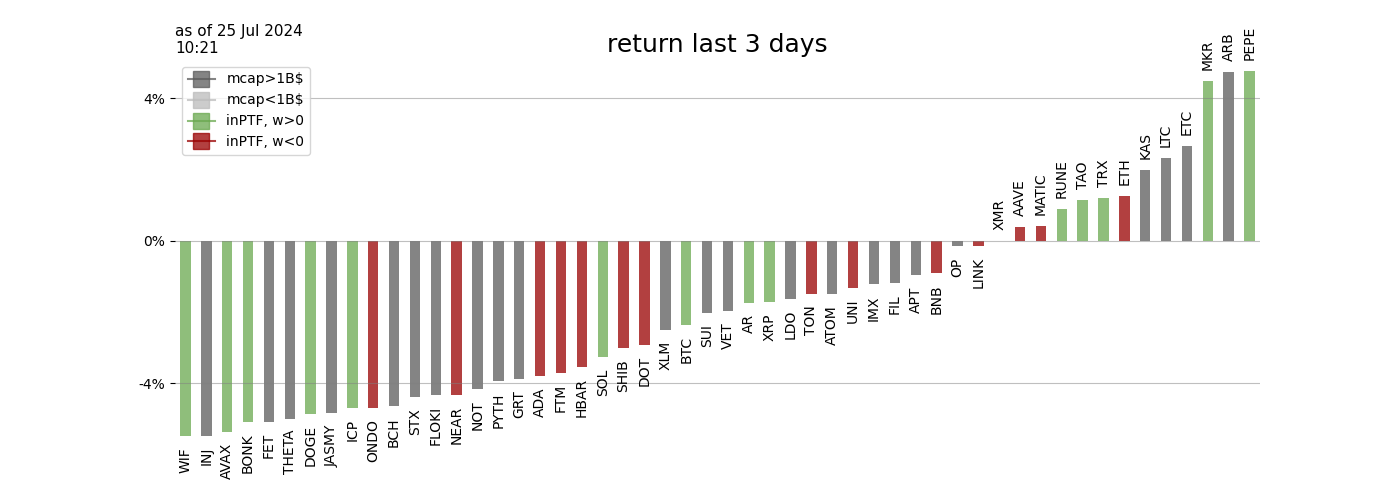 as of 25 Jul 2024
10:21
return last 3 days
mcap>1B$
mcap<1B$
inPTF, w>0
inPTF, w<0
4%
0%
-4%
WIF
INJ
AVAX
BONK
FET
THETA
DOGE
JASMY
ICP
ONDO
BCH
STX
FLOKI
NEAR
NOT
PYTH
GRT
ADA
FTM
HBAR
SOL
SHIB
DOT
XLM
BTC
SUI
VET
AR
XRP
LDO
TON
ATOM
UNI
IMX
FIL
APT
BNB
OP
LINK
XMR
AAVE
MATIC
RUNE
TAO
TRX
ETH
KAS
LTC
ETC
MKR
ARB
PEPE